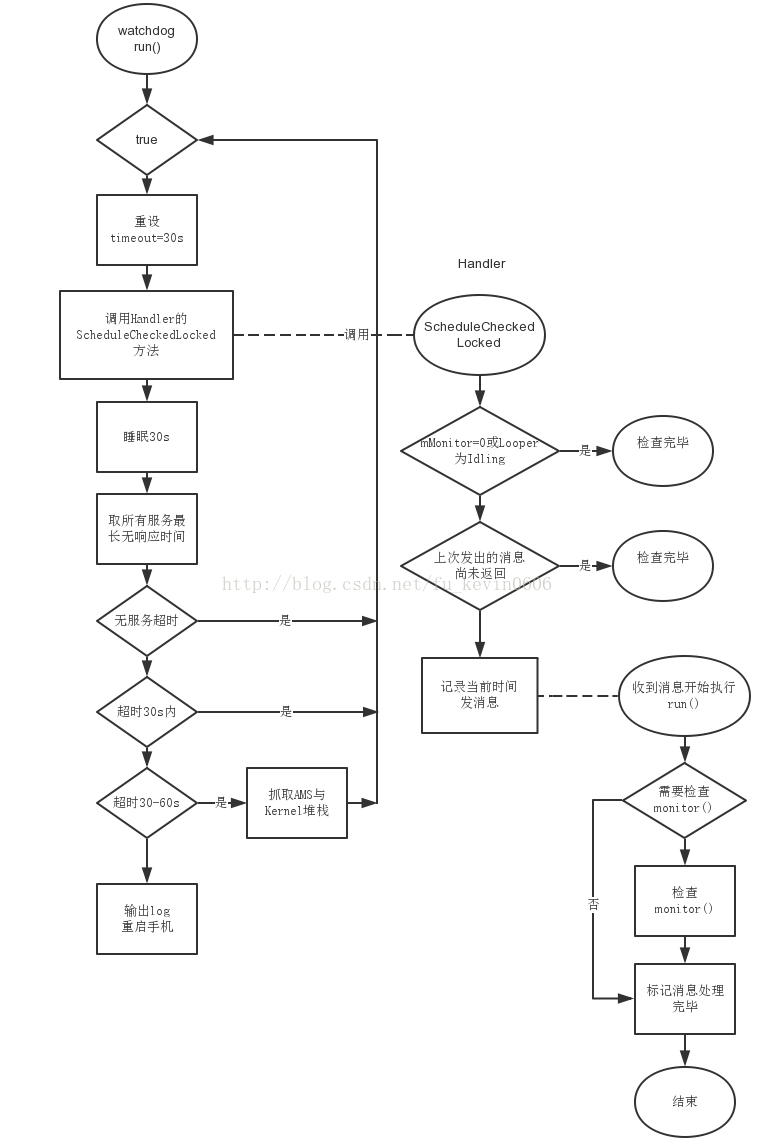 watchdog
run()
true
重设
timeout=30s
调用Handler的
ScheduleCheckedLocked
方法
睡眠30s
取所有服务最
长无响应时间
无服务超时
是
超时30s内
是
超时30-60s
是
抓取AMS与
Kernel堆栈
输出log
重启手机
调用
Handler
ScheduleChecked
Locked
mMonitor=0或Looper
为Idling
是
检查完毕
上次发出的消息
尚未返回
是
检查完毕
http://blog.csdn.net/fu_kevin0606
记录当前时间
发消息
收到消息开始执行
run()
需要检查
monitor()
否
检查
monitor()
标记消息处理
完毕
结束